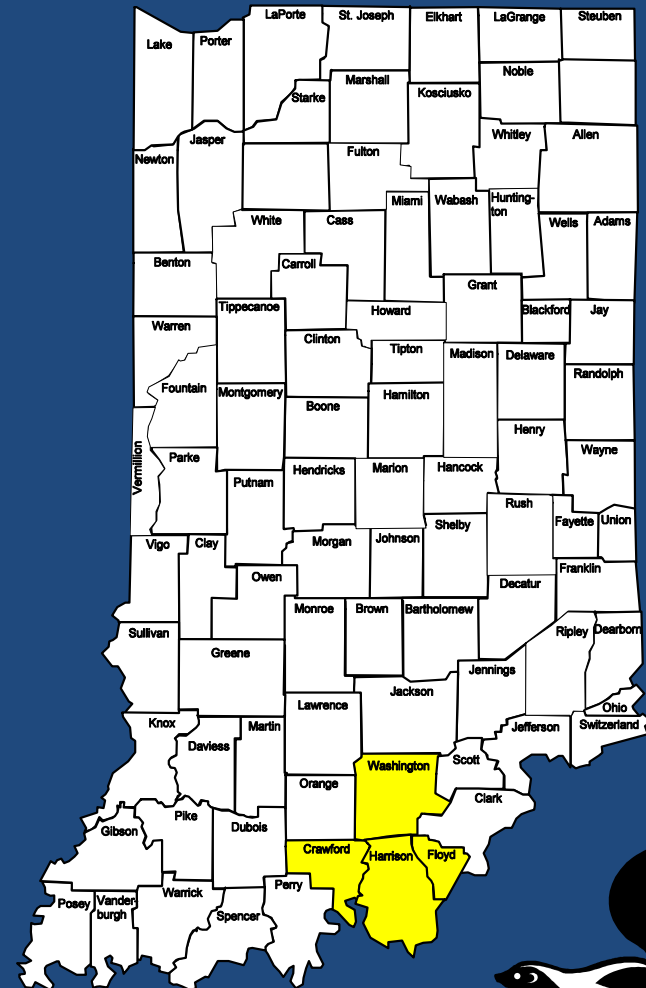 LaPorte
St. Joseph
Elkhart
LaGrange
Steuben
Lake
Porter
Noble
Marshall
Kosciusko
Starke
Whitley
Allen
Jasper
Newton
Fulton
Miami
Wabash
Hunting-
ton
White
Cass
Wells
Adams
Benton
Carroll
Grant
Tippecanoe
Howard
Blackford
Jay
Warren
Clinton
Tipton
Madison
Delaware
Randolph
Fountain
Montgomery
Boone
Hamilton
Henry
Wayne
Vermillion
Parke
Putnam
Hendricks
Marion
Hancock
Rush
Fayette
Union
Shelby
Vigo
Clay
Morgan
Johnson
Franklin
Owen
Decatur
Monroe
Brown
Bartholomew
Sullivan
Ripley
Dearborn
Greene
Jennings
Jackson
Lawrence
Ohio
Knox
Martin
Jefferson
Switzerland
Daviess
Washington
Scott
Orange
Clark
Pike
Gibson
Dubois
Crawford
Harrison
Floyd
Posey
Vander-
burgh
Warrick
Perry
Spencer